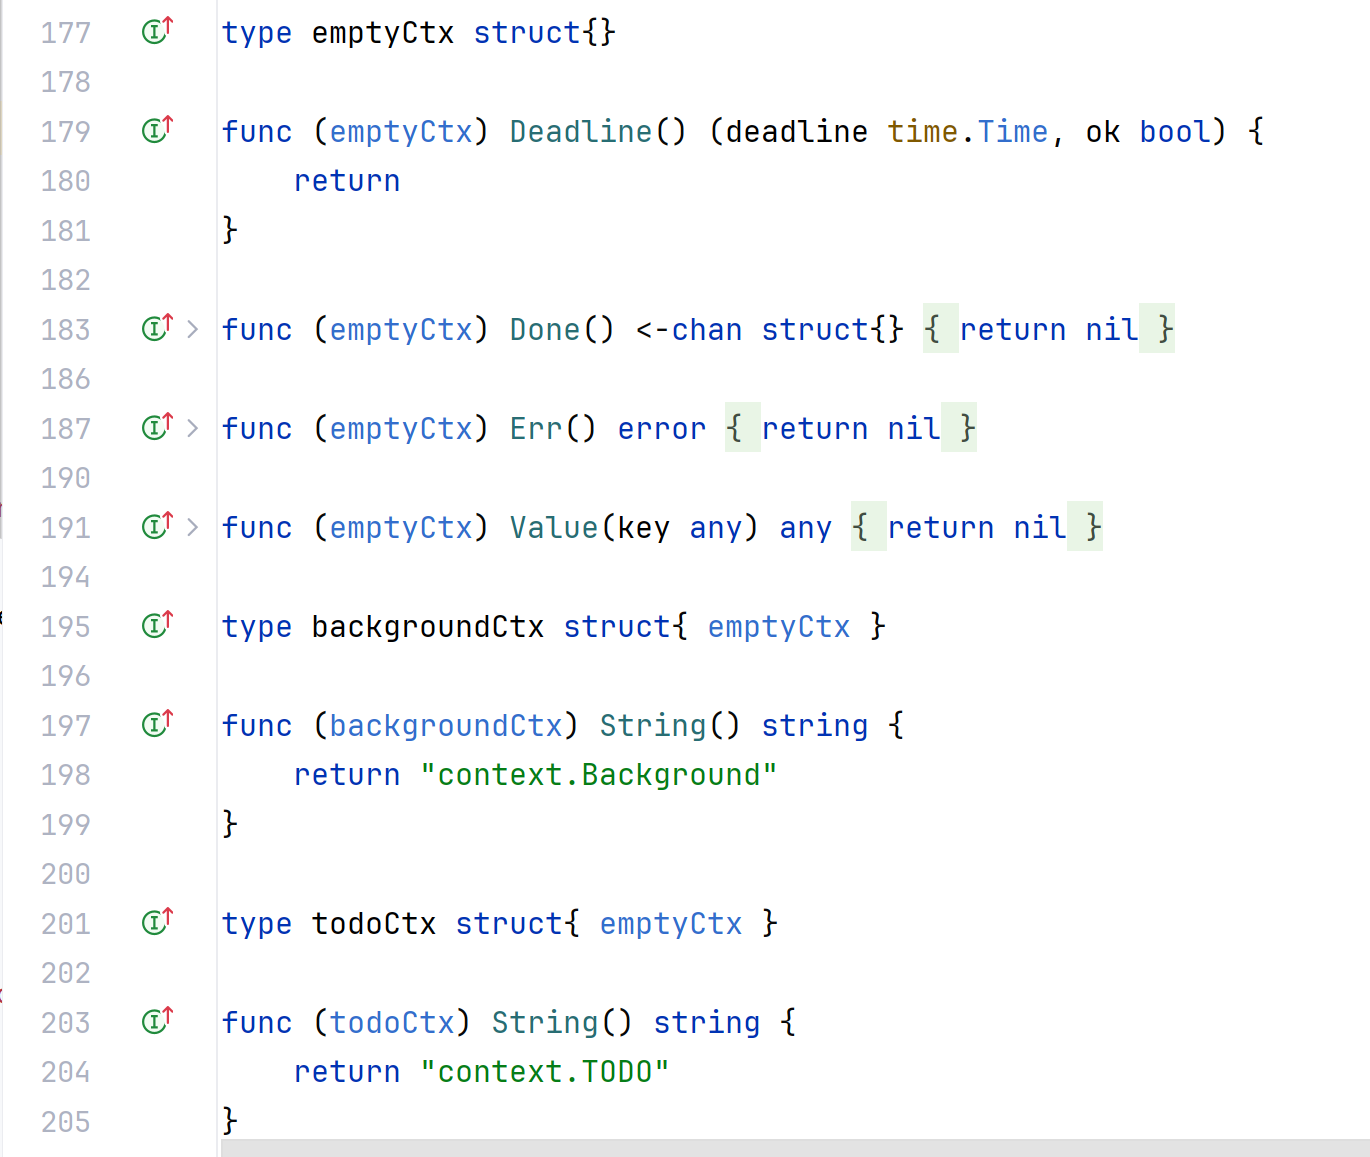 177 type emptyCtx struct{}
178
179 func (emptyCtx) Deadline() (deadline time.Time, ok bool) {
180     return
181 }
182
183 func (emptyCtx) Done() <-chan struct{} { return nil }
186
187 func (emptyCtx) Err() error { return nil }
190
191 func (emptyCtx) Value(key any) any { return nil }
194
195 type backgroundCtx struct{ emptyCtx }
196
197 func (backgroundCtx) String() string {
198     return "context.Background"
199 }
200
201 type todoCtx struct{ emptyCtx }
202
203 func (todoCtx) String() string {
204     return "context.TODO"
205 }